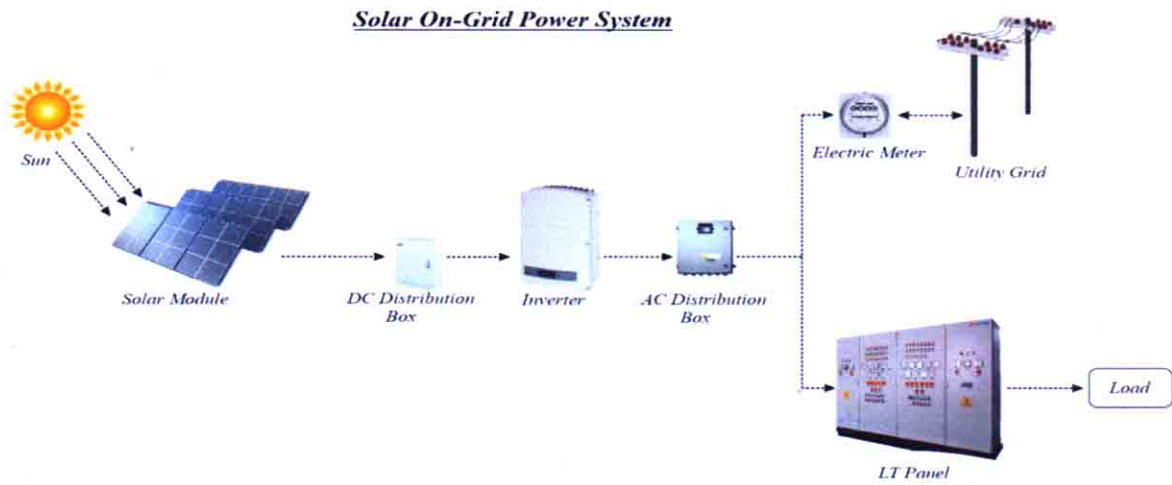 Solar On-Grid Power System
Sun
Electric Meter
Utility Grid
Solar Module
DC Distribution
Box
Inverter
AC Distribution
Box
Load
LT Panel